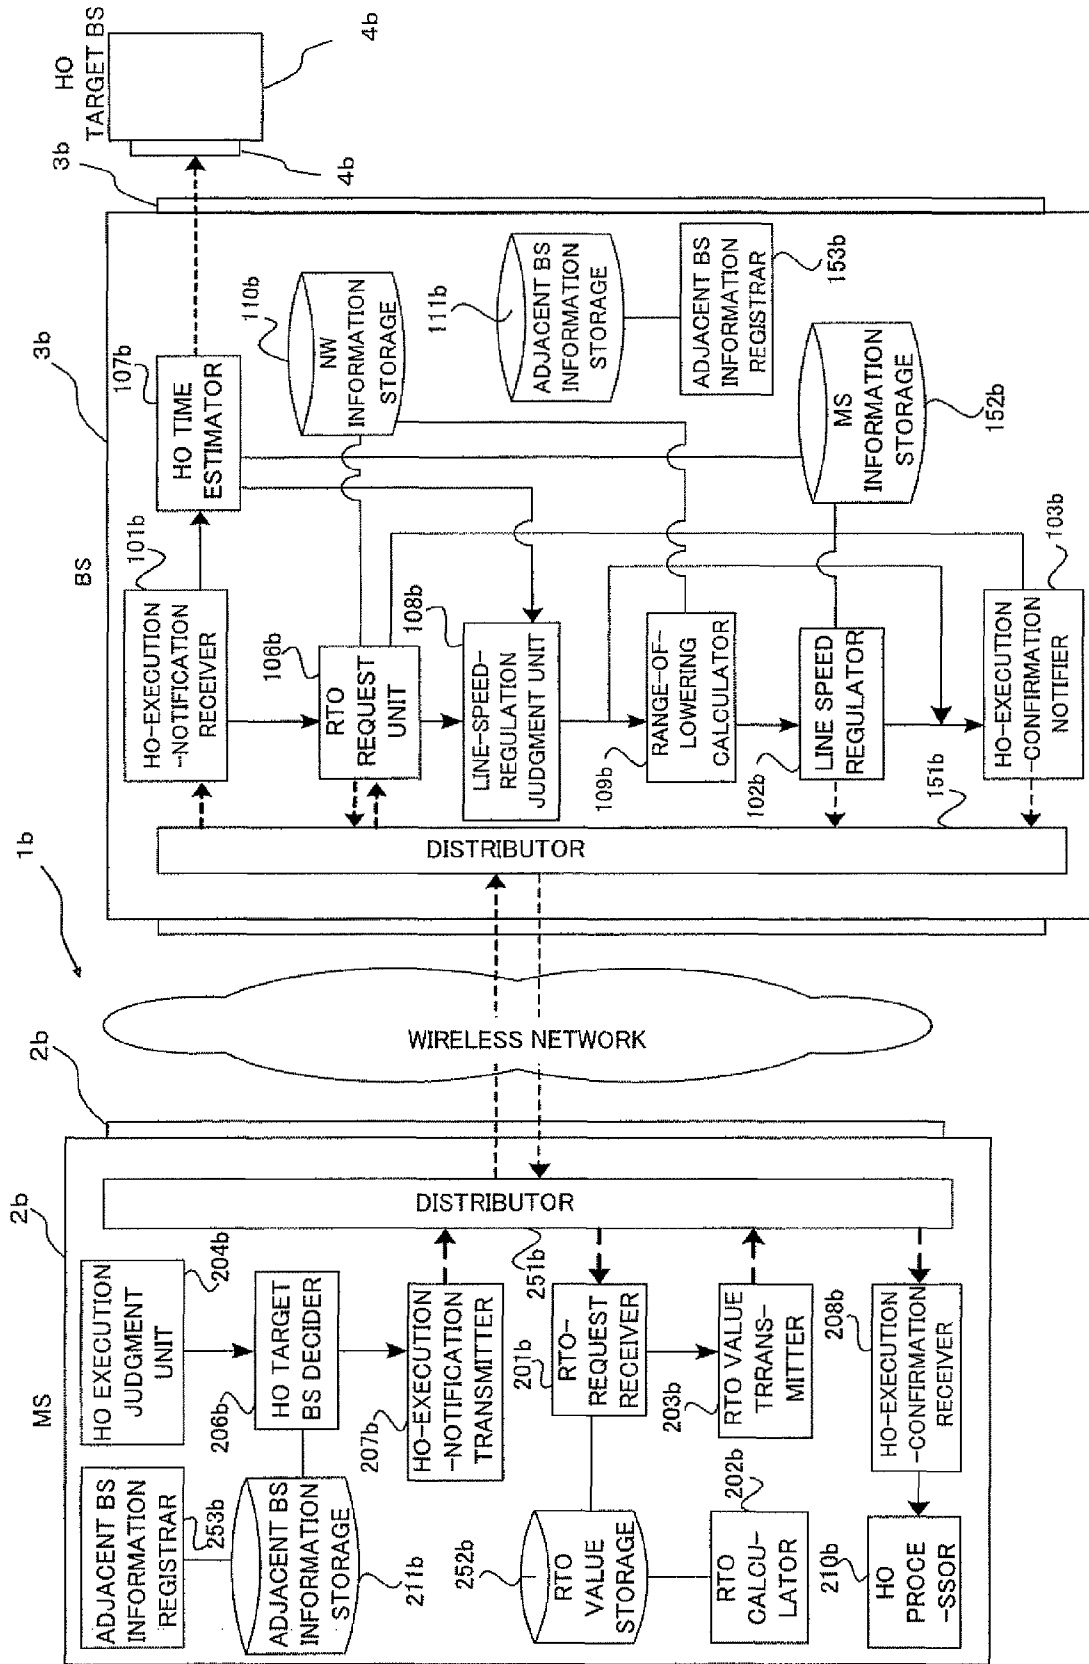 1b
MS
2b
2b
ADJACENT BS
INFORMATION
REGISTRAR
253b
HO EXECUTION
JUDGMENT
UNIT
204b
ADJACENT BS
INFORMATION
STORAGE
211b
HO TARGET
BS DECIDER
206b
HO-EXECUTION
-NOTIFICATION
TRANSMITTER
207b
DISTRIBUTOR
251b
RTO
VALUE
STORAGE
252b
RTO-
REQUEST
RECEIVER
201b
RTO
CALCU-
LATOR
202b
RTO VALUE
TRRANS-
MITTER
203b
HO
PROCE
-SSOR
210b
HO-EXECUTION
-CONFIRMATION
RECEIVER
208b
WIRELESS NETWORK
BS
3b
3b
DISTRIBUTOR
151b
HO-EXECUTION
-NOTIFICATION
RECEIVER
101b
HO TIME
ESTIMATOR
107b
RTO
REQUEST
UNIT
106b
NW
INFORMATION
STORAGE
110b
LINE-SPEED-
REGULATION
JUDGMENT UNIT
108b
ADJACENT BS
INFORMATION
STORAGE
111b
RANGE-OF-
LOWERING
CALCULATOR
109b
ADJACENT BS
INFORMATION
REGISTRAR
153b
LINE SPEED
REGULATOR
102b
MS
INFORMATION
STORAGE
152b
HO-EXECUTION
-CONFIRMATION
NOTIFIER
103b
HO
TARGET BS
4b
4b